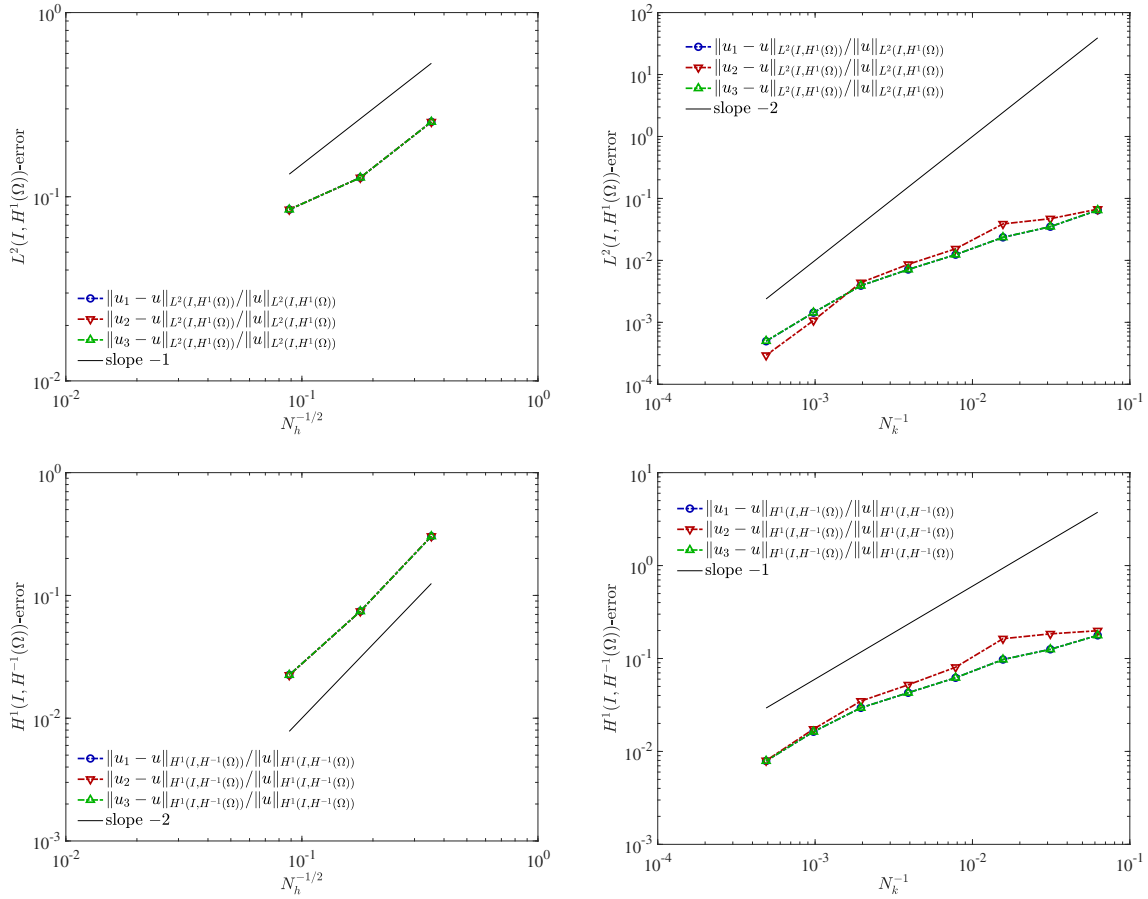 10^0
10^-1
10^-2
L^2(I, H^1(Ω))-error
‖u_1 − u‖_{L^2(I,H^1(Ω))}/‖u‖_{L^2(I,H^1(Ω))}
‖u_2 − u‖_{L^2(I,H^1(Ω))}/‖u‖_{L^2(I,H^1(Ω))}
‖u_3 − u‖_{L^2(I,H^1(Ω))}/‖u‖_{L^2(I,H^1(Ω))}
slope −1
10^-2 10^-1 10^0
N_h^{-1/2}
10^2
10^1
10^0
10^-1
10^-2
10^-3
10^-4
L^2(I, H^1(Ω))-error
‖u_1 − u‖_{L^2(I,H^1(Ω))}/‖u‖_{L^2(I,H^1(Ω))}
‖u_2 − u‖_{L^2(I,H^1(Ω))}/‖u‖_{L^2(I,H^1(Ω))}
‖u_3 − u‖_{L^2(I,H^1(Ω))}/‖u‖_{L^2(I,H^1(Ω))}
slope −2
10^-4 10^-3 10^-2 10^-1
N_k^{-1}
10^0
10^-1
10^-2
10^-3
H^1(I, H^{-1}(Ω))-error
‖u_1 − u‖_{H^1(I,H^{-1}(Ω))}/‖u‖_{H^1(I,H^{-1}(Ω))}
‖u_2 − u‖_{H^1(I,H^{-1}(Ω))}/‖u‖_{H^1(I,H^{-1}(Ω))}
‖u_3 − u‖_{H^1(I,H^{-1}(Ω))}/‖u‖_{H^1(I,H^{-1}(Ω))}
slope −2
10^-2 10^-1 10^0
N_h^{-1/2}
10^1
10^0
10^-1
10^-2
10^-3
H^1(I, H^{-1}(Ω))-error
‖u_1 − u‖_{H^1(I,H^{-1}(Ω))}/‖u‖_{H^1(I,H^{-1}(Ω))}
‖u_2 − u‖_{H^1(I,H^{-1}(Ω))}/‖u‖_{H^1(I,H^{-1}(Ω))}
‖u_3 − u‖_{H^1(I,H^{-1}(Ω))}/‖u‖_{H^1(I,H^{-1}(Ω))}
slope −1
10^-4 10^-3 10^-2 10^-1
N_k^{-1}